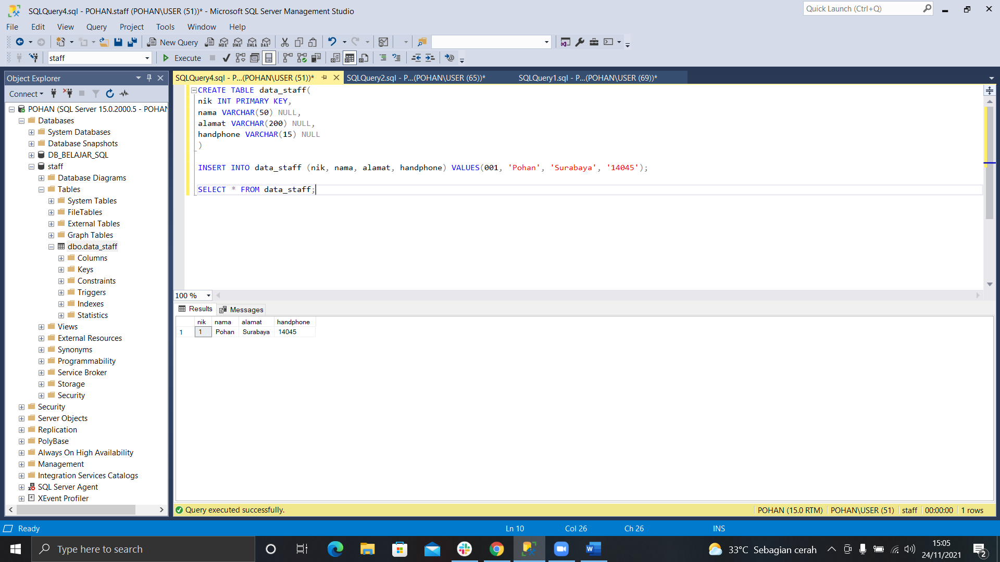 SQLQuery4.sql - POHAN.staff (POHAN\USER (51))* - Microsoft SQL Server Management Studio
Quick Launch (Ctrl+Q)
File Edit View Query Project Tools Window Help
New Query MDX DMX XMLA DAX
staff Execute
Object Explorer
SQLQuery4.sql - P...(POHAN\USER (51))* SQLQuery2.sql - P...(POHAN\USER (65))* SQLQuery1.sql - P...(POHAN\USER (69))*
Connect
POHAN (SQL Server 15.0.2000.5 - POHAN
Databases
System Databases
Database Snapshots
DB_BELAJAR_SQL
staff
Database Diagrams
Tables
System Tables
FileTables
External Tables
Graph Tables
dbo.data_staff
Columns
Keys
Constraints
Triggers
Indexes
Statistics
Views
External Resources
Synonyms
Programmability
Service Broker
Storage
Security
Security
Server Objects
Replication
PolyBase
Always On High Availability
Management
Integration Services Catalogs
SQL Server Agent
XEvent Profiler
CREATE TABLE data_staff(
nik INT PRIMARY KEY,
nama VARCHAR(50) NULL,
alamat VARCHAR(200) NULL,
handphone VARCHAR(15) NULL
)
INSERT INTO data_staff (nik, nama, alamat, handphone) VALUES(001, 'Pohan', 'Surabaya', '14045');
SELECT * FROM data_staff;
100 %
Results Messages
nik nama alamat handphone
1 1 Pohan Surabaya 14045
Query executed successfully. POHAN (15.0 RTM) POHAN\USER (51) staff 00:00:00 1 rows
Ready Ln 10 Col 26 Ch 26 INS
Type here to search
33°C Sebagian cerah
15:05
24/11/2021
2